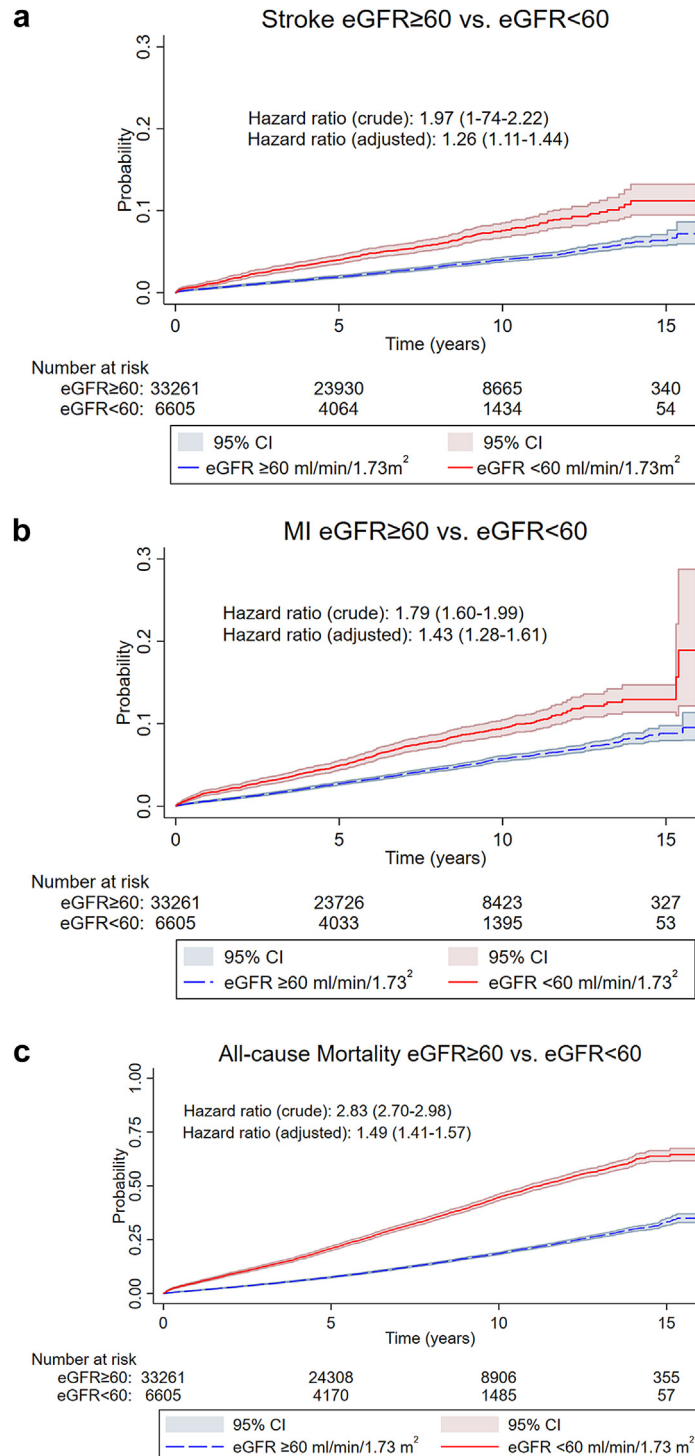 a
Stroke eGFR≥60 vs. eGFR<60
0.3
0.2
0.1
0.0
Probability
Hazard ratio (crude): 1.97 (1-74-2.22)
Hazard ratio (adjusted): 1.26 (1.11-1.44)
0 5 10 15
Time (years)
Number at risk
eGFR≥60: 33261 23930 8665 340
eGFR<60: 6605 4064 1434 54
95% CI 95% CI
eGFR ≥60 ml/min/1.73m² eGFR <60 ml/min/1.73m²
b
MI eGFR≥60 vs. eGFR<60
0.3
0.2
0.1
0.0
Probability
Hazard ratio (crude): 1.79 (1.60-1.99)
Hazard ratio (adjusted): 1.43 (1.28-1.61)
0 5 10 15
Time (years)
Number at risk
eGFR≥60: 33261 23726 8423 327
eGFR<60: 6605 4033 1395 53
95% CI 95% CI
eGFR ≥60 ml/min/1.73² eGFR <60 ml/min/1.73²
c
All-cause Mortality eGFR≥60 vs. eGFR<60
1.00
0.75
0.50
0.25
0.00
Probability
Hazard ratio (crude): 2.83 (2.70-2.98)
Hazard ratio (adjusted): 1.49 (1.41-1.57)
0 5 10 15
Time (years)
Number at risk
eGFR≥60: 33261 24308 8906 355
eGFR<60: 6605 4170 1485 57
95% CI 95% CI
eGFR ≥60 ml/min/1.73 m² eGFR <60 ml/min/1.73 m²